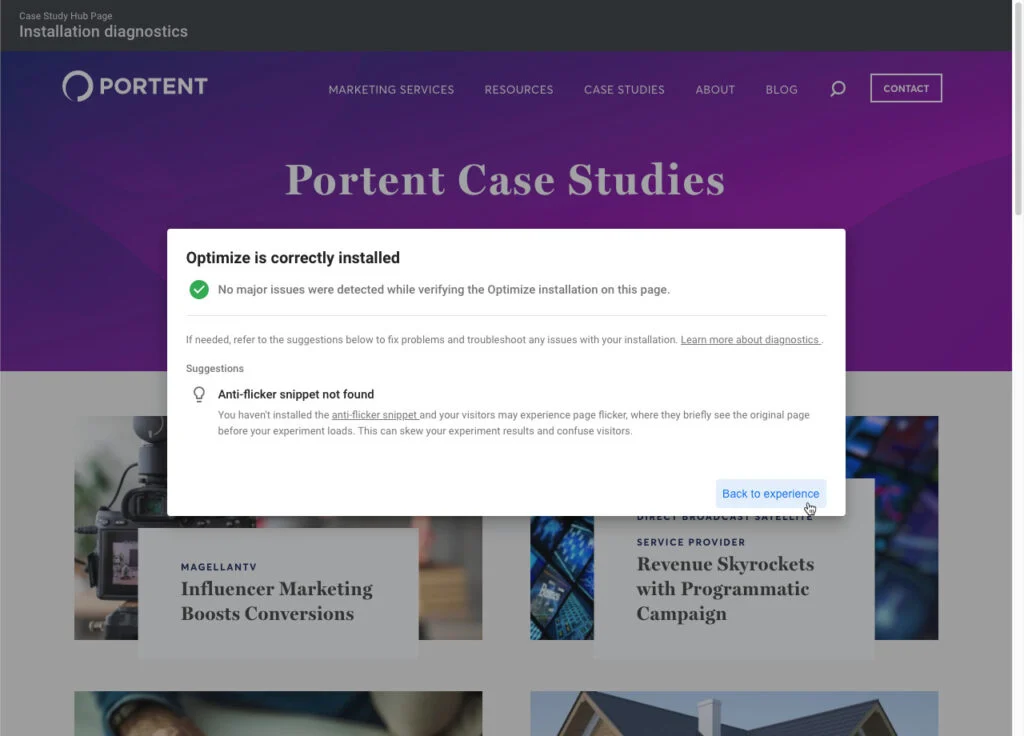 Case Study Hub Page
Installation diagnostics
PORTENT
MARKETING SERVICES RESOURCES CASE STUDIES ABOUT BLOG CONTACT
Portent Case Studies
Optimize is correctly installed
No major issues were detected while verifying the Optimize installation on this page.
If needed, refer to the suggestions below to fix problems and troubleshoot any issues with your installation. Learn more about diagnostics .
Suggestions
Anti-flicker snippet not found
You haven't installed the anti-flicker snippet and your visitors may experience page flicker, where they briefly see the original page
before your experiment loads. This can skew your experiment results and confuse visitors.
Back to experience
MAGELLANTV
Influencer Marketing
Boosts Conversions
DIRECT BROADCAST SATELLITE
SERVICE PROVIDER
Revenue Skyrockets
with Programmatic
Campaign